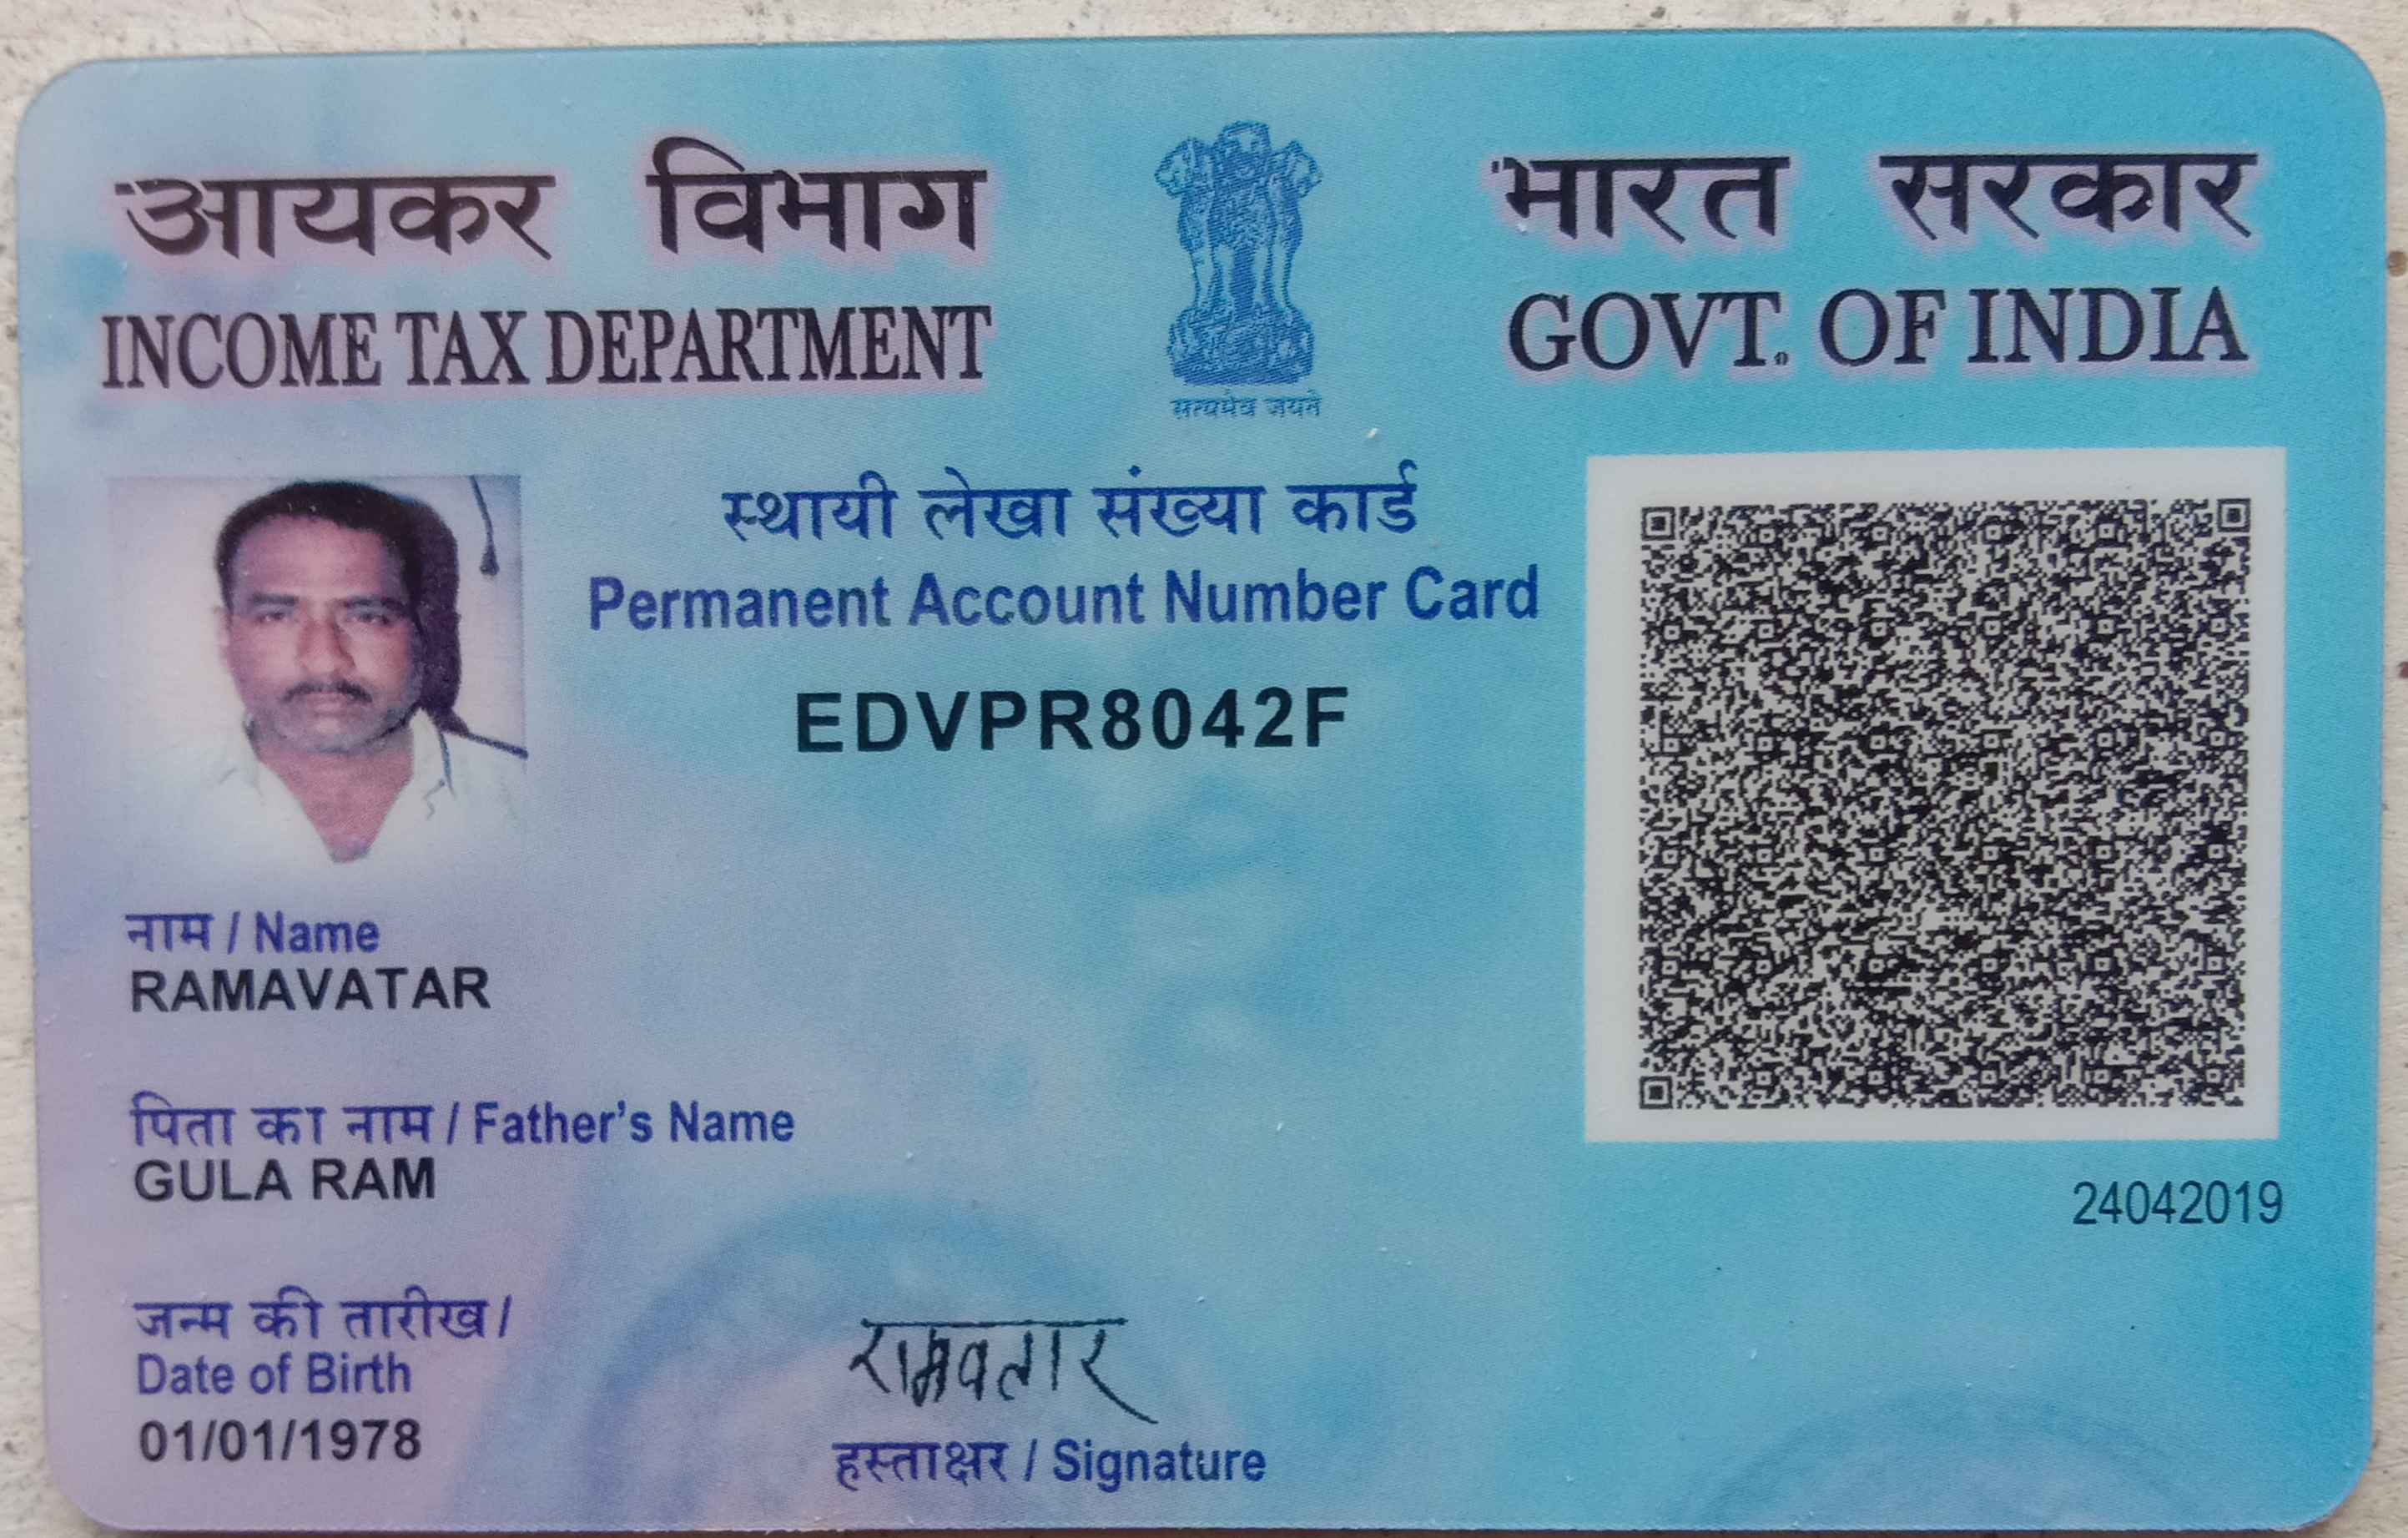 आयकर विभाग
INCOME TAX DEPARTMENT
सत्यमेव जयते
भारत सरकार
GOVT. OF INDIA
स्थायी लेखा संख्या कार्ड
Permanent Account Number Card
EDVPR8042F
नाम / Name
RAMAVATAR
पिता का नाम / Father's Name
GULA RAM
24042019
जन्म की तारीख /
Date of Birth
01/01/1978
रामवतार
हस्ताक्षर / Signature